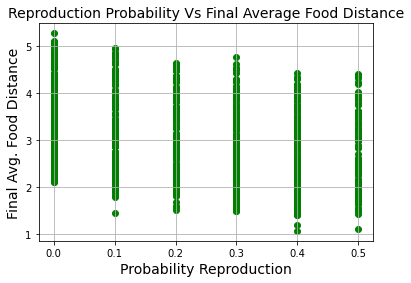 Reproduction Probability Vs Final Average Food Distance
Final Avg. Food Distance
5
4
3
2
1
0.0 0.1 0.2 0.3 0.4 0.5
Probability Reproduction